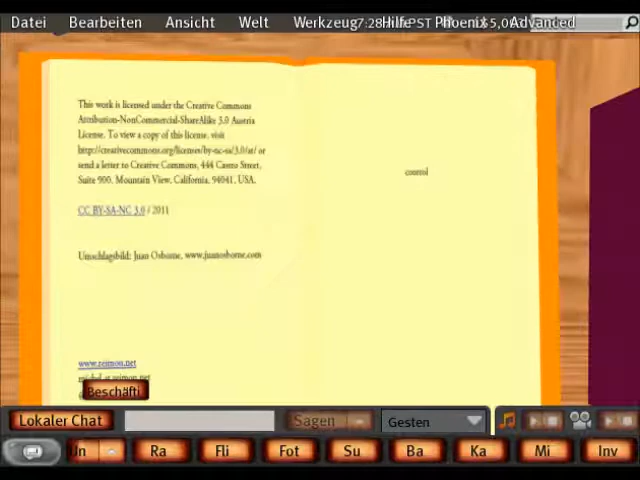 Datei Bearbeiten Ansicht Welt Werkzeug Hilfe Phoenix Advanced
This work is licensed under the Creative Commons
Attribution-NonCommercial-ShareAlike 3.0 Austria
License. To view a copy of this license, visit
http://creativecommons.org/licenses/by-nc-sa/3.0/at/ or
send a letter to Creative Commons, 444 Castro Street,
Suite 900, Mountain View, California, 94041, USA.
control
CC BY-SA-NC 3.0 / 2011
Umschlagbild: Juan Osborne, www.juanosborne.com
www.zeimon.net
Beschäfti
Lokaler Chat Sagen Gesten
Un Ra Fli Fot Su Ba Ka Mi Inv